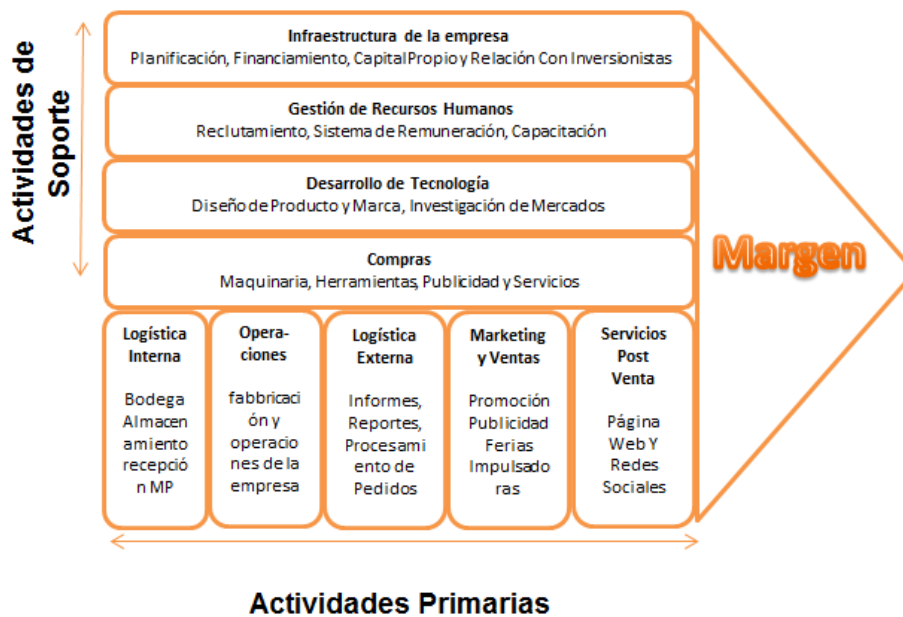 Actividades de
Soporte
Infraestructura de la empresa
Planificación, Financiamiento, Capital Propio y Relación Con Inversionistas
Gestión de Recursos Humanos
Reclutamiento, Sistema de Remuneración, Capacitación
Desarrollo de Tecnología
Diseño de Producto y Marca, Investigación de Mercados
Compras
Maquinaria, Herramientas, Publicidad y Servicios
Margen
Logística
Interna
Bodega
Almacen
amiento
recepció
n MP
Opera-
ciones
fabbricaci
ón y
operacio
nes de la
empresa
Logística
Externa
Informes,
Reportes,
Procesami
ento de
Pedidos
Marketing
y Ventas
Promoción
Publicidad
Ferias
Impulsado
ras
Servicios
Post
Venta
Página
Web Y
Redes
Sociales
Actividades Primarias